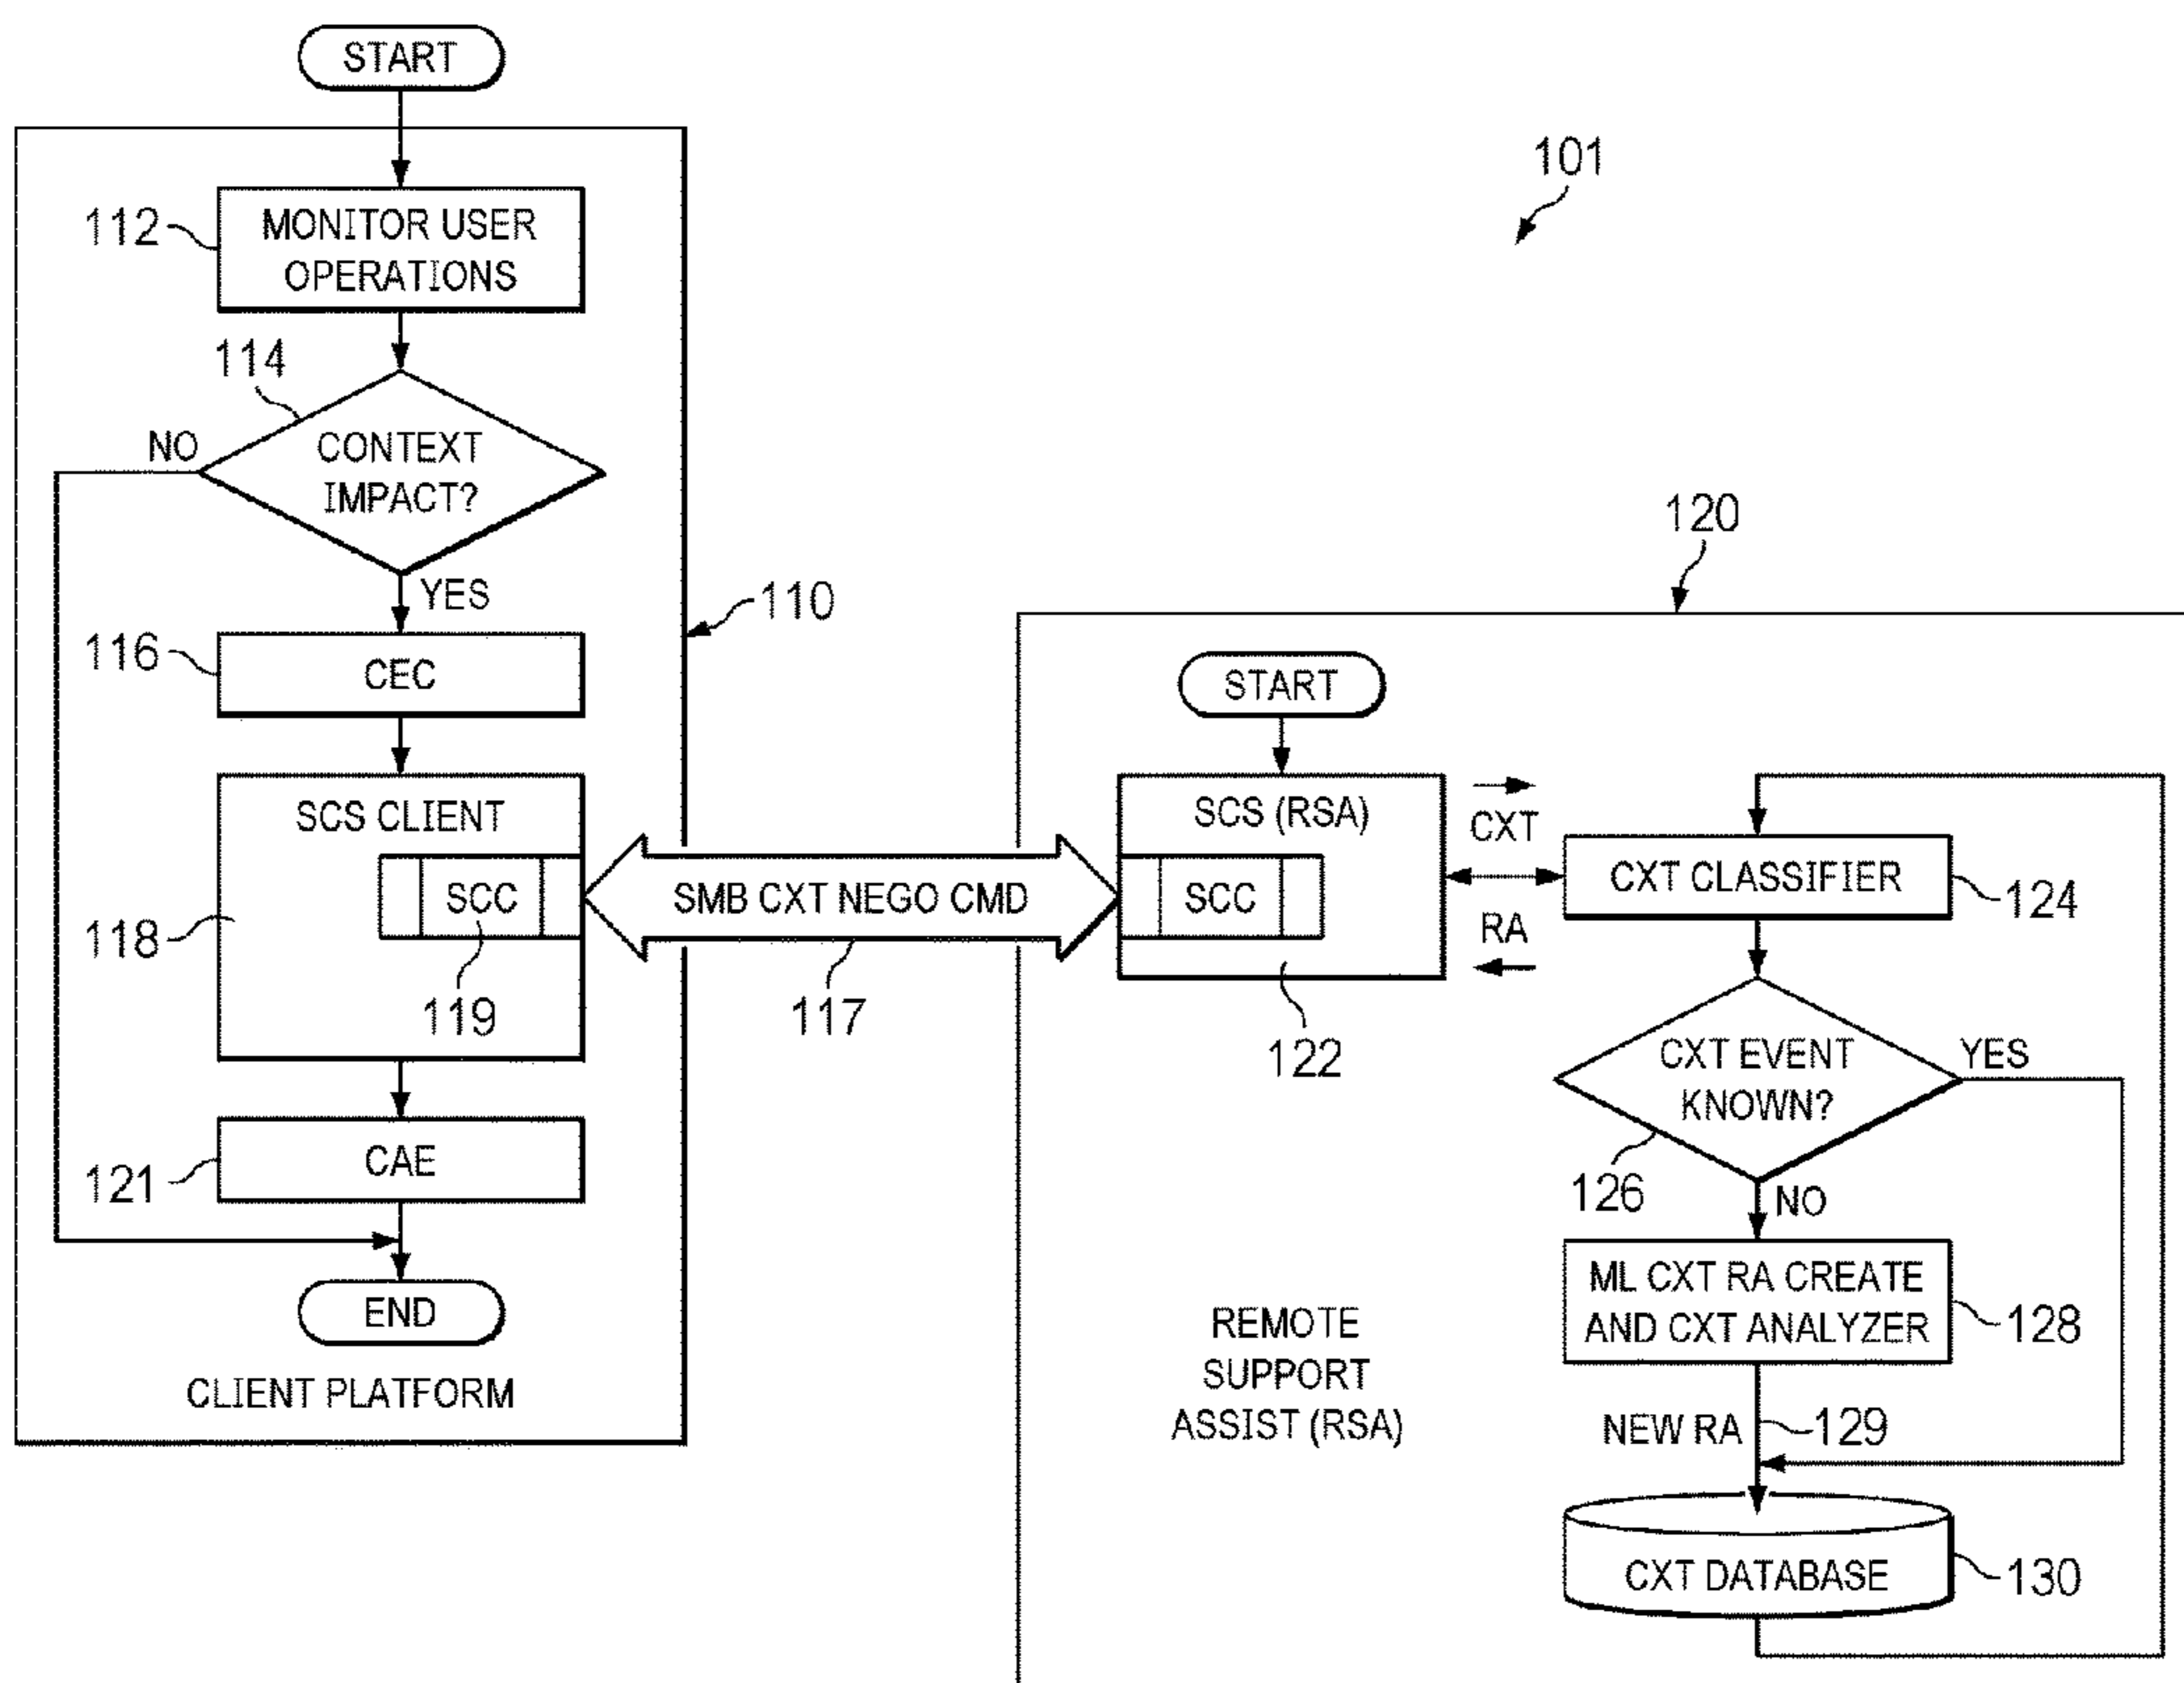 START
MONITOR USER
OPERATIONS
112
114
NO
CONTEXT
IMPACT?
YES
110
116
CEC
SCS CLIENT
SCC
118
119
121
CAE
END
CLIENT PLATFORM
SMB CXT NEGO CMD
117
101
120
START
SCS (RSA)
SCC
122
CXT
RA
CXT CLASSIFIER
124
CXT EVENT
KNOWN?
YES
126
NO
ML CXT RA CREATE
AND CXT ANALYZER
128
NEW RA
129
CXT DATABASE
130
REMOTE
SUPPORT
ASSIST (RSA)